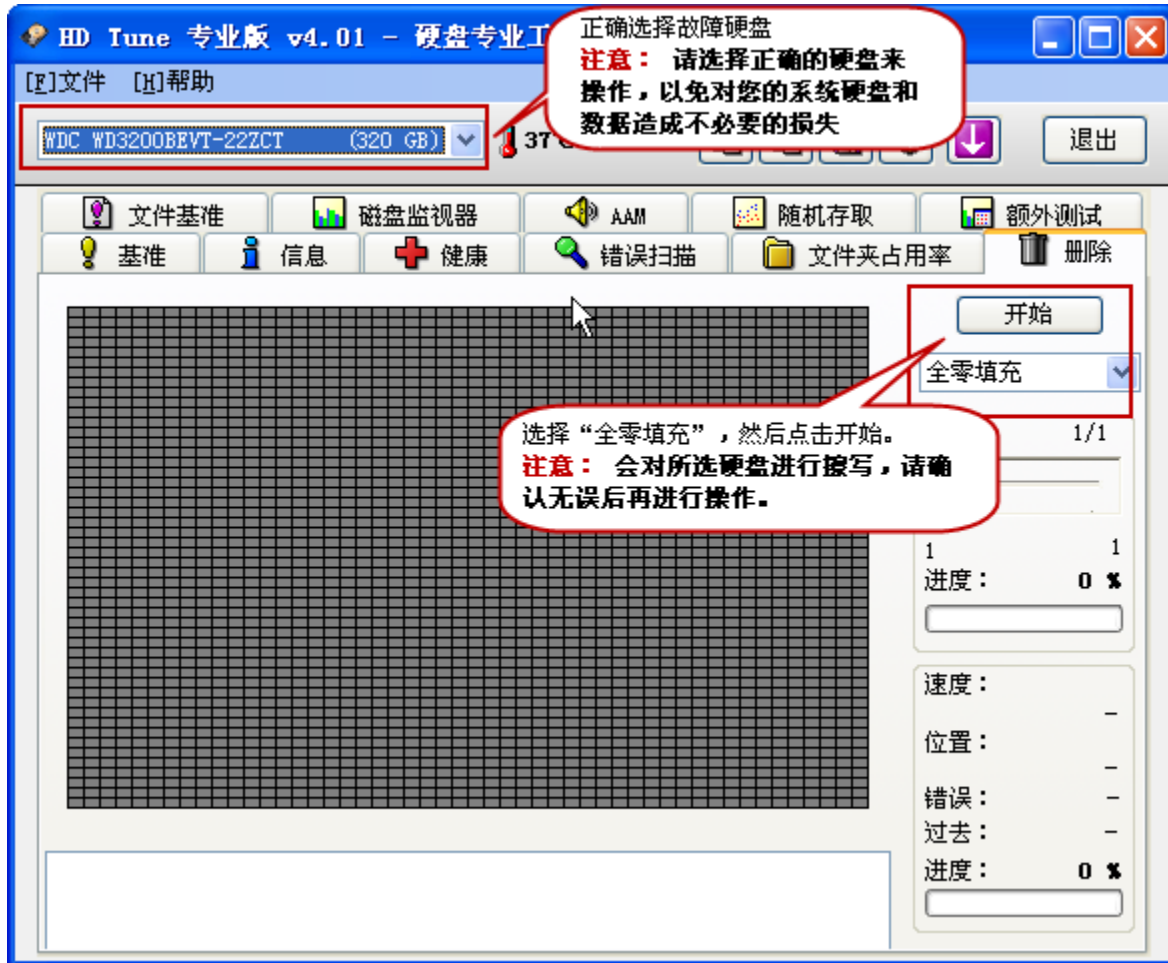 HD Tune 专业版 v4.01 - 硬盘专业工
正确选择故障硬盘
注意： 请选择正确的硬盘来
操作，以免对您的系统硬盘和
数据造成不必要的损失
[F]文件 [H]帮助
WDC WD3200BEVT-22ZCT (320 GB)
37
退出
文件基准 磁盘监视器 AAM 随机存取 额外测试
基准 信息 健康 错误扫描 文件夹占用率 删除
开始
全零填充
选择“全零填充”，然后点击开始。
注意： 会对所选硬盘进行擦写，请确
认无误后再进行操作。
1/1
1 1
进度： 0 %
速度：
-
位置：
-
错误： -
过去： -
进度： 0 %